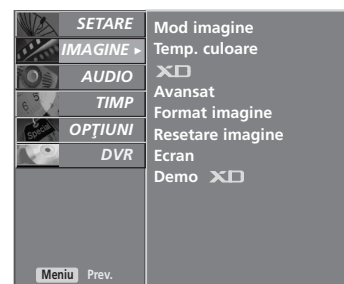 SETARE
IMAGINE ►
AUDIO
TIMP
OPŢIUNI
DVR
Meniu Prev.
Mod imagine
Temp. culoare
XD
Avansat
Format imagine
Resetare imagine
Ecran
Demo XD